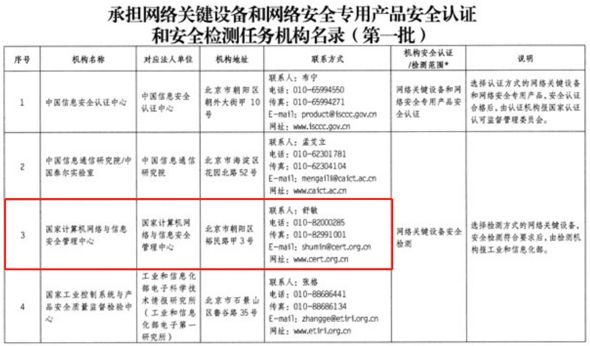 承担网络关键设备和网络安全专用产品安全认证
和安全检测任务机构名录（第一批）
序号
机构名称
对应法人单位
机构地址
联系方式
机构安全认证
/检测范围*
说明
1
中国信息安全认证中心
中国信息安全
认证中心
北京市朝阳区
朝外大街甲 10
号
联系人：布宁
电话：010-65994550
传真：010-65994271
E-mail：product@isccc.gov.cn
网址：www.isccc.gov.cn
网络关键设备和网
络安全专用产品安
全认证
选择认证方式的网络关键设备和
网络安全专用产品，安全认证
合格后，由认证机构报国家认证
认可监督管理委员会。
2
中国信息通信研究院/中
国泰尔实验室
中国信息通信
研究院
北京市海淀区
花园北路 52 号
联系人：孟艾立
电话：010-62301781
传真：010-62304104
E-mail：mengaili@caict.ac.cn
网址：www.caict.ac.cn
3
国家计算机网络与信息
安全管理中心
国家计算机网
络与信息安全
管理中心
北京市朝阳区
裕民路甲 3 号
联系人：舒敏
电话：010-82000285
传真：010-82991001
E-mail：shumin@cert.org.cn
网址：www.cert.org.cn
网络关键设备安全
检测
选择检测方式的网络关键设备，
安全检测符合要求后，由检测机
构报工业和信息化部。
4
国家工业控制系统与产
品安全质量监督检验中
心
工业和信息化
部电子科学技
术情报研究所
（工业和信息
化部电子第一
研究所）
北京市石景山
区鲁谷路 35 号
联系人：张格
电话：010-88686441
传真：010-88686134
E-mail：zhangge@etiri.org.cn
网址：www.etiri.org.cn